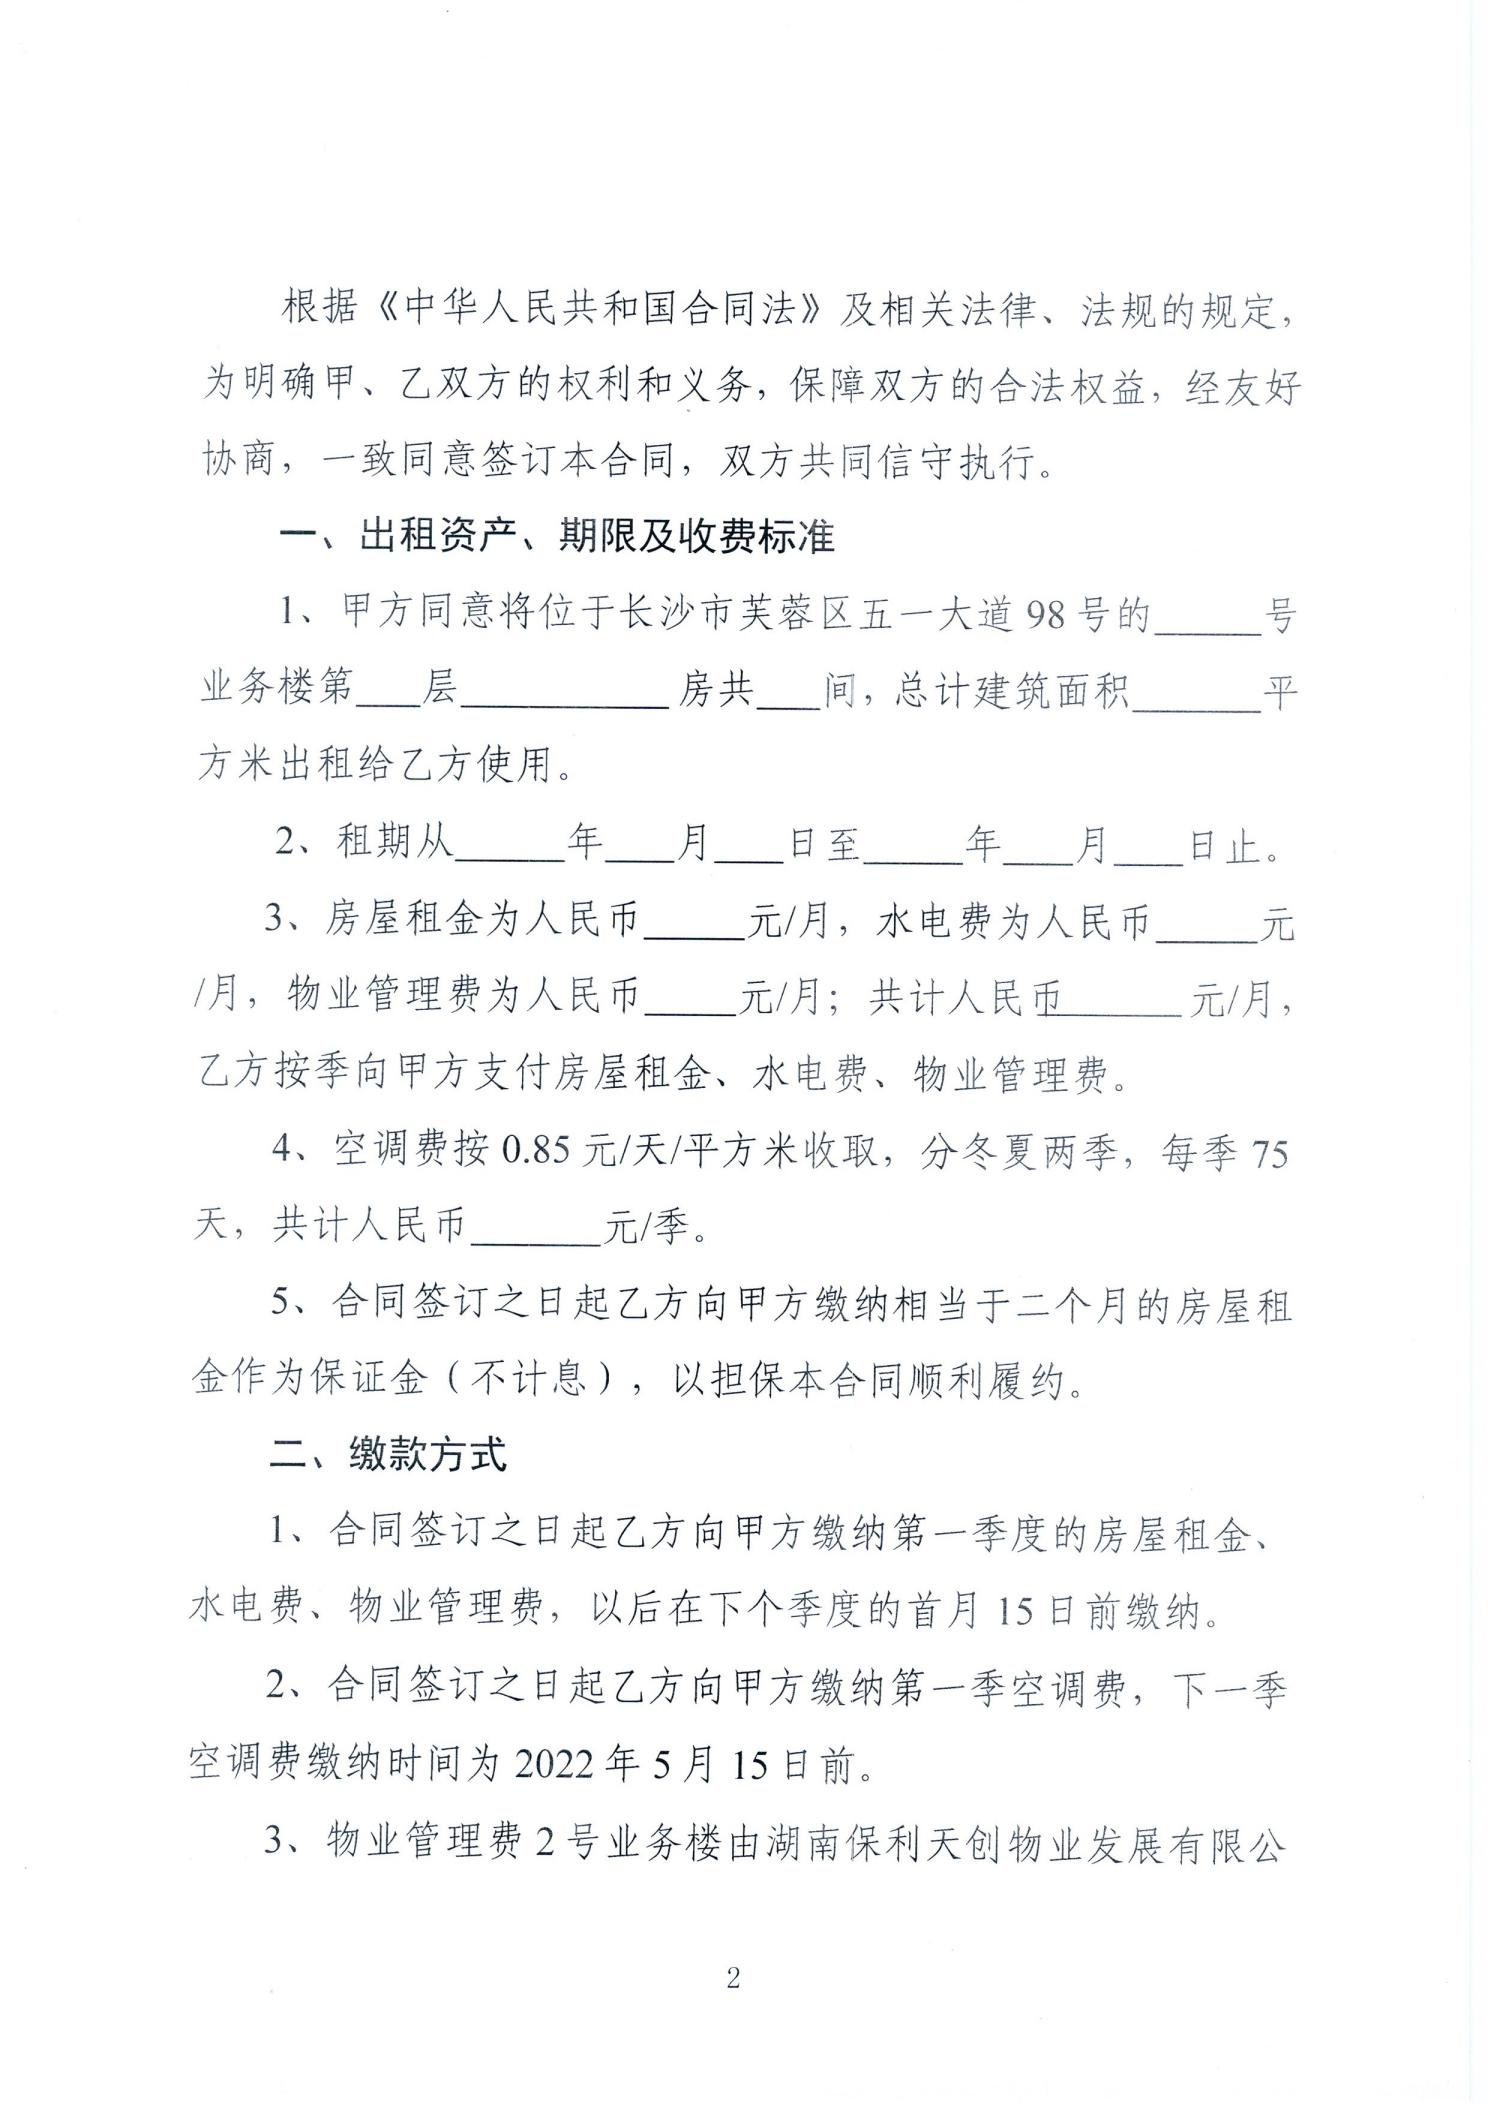 根据《中华人民共和国合同法》及相关法律、法规的规定，
为明确甲、乙双方的权利和义务，保障双方的合法权益，经友好
协商，一致同意签订本合同，双方共同信守执行。
一、出租资产、期限及收费标准
1、甲方同意将位于长沙市芙蓉区五一大道 98 号的______号
业务楼第____层____________房共____间，总计建筑面积_______平
方米出租给乙方使用。
2、租期从______年____月____日至______年____月____日止。
3、房屋租金为人民币______元/月，水电费为人民币______元
/月，物业管理费为人民币_____元/月；共计人民币________元/月，
乙方按季向甲方支付房屋租金、水电费、物业管理费。
4、空调费按 0.85 元/天/平方米收取，分冬夏两季，每季 75
天，共计人民币_______元/季。
5、合同签订之日起乙方向甲方缴纳相当于二个月的房屋租
金作为保证金（不计息），以担保本合同顺利履约。
二、缴款方式
1、合同签订之日起乙方向甲方缴纳第一季度的房屋租金、
水电费、物业管理费，以后在下个季度的首月 15 日前缴纳。
2、合同签订之日起乙方向甲方缴纳第一季空调费，下一季
空调费缴纳时间为 2022 年 5 月 15 日前。
3、物业管理费 2 号业务楼由湖南保利天创物业发展有限公
2